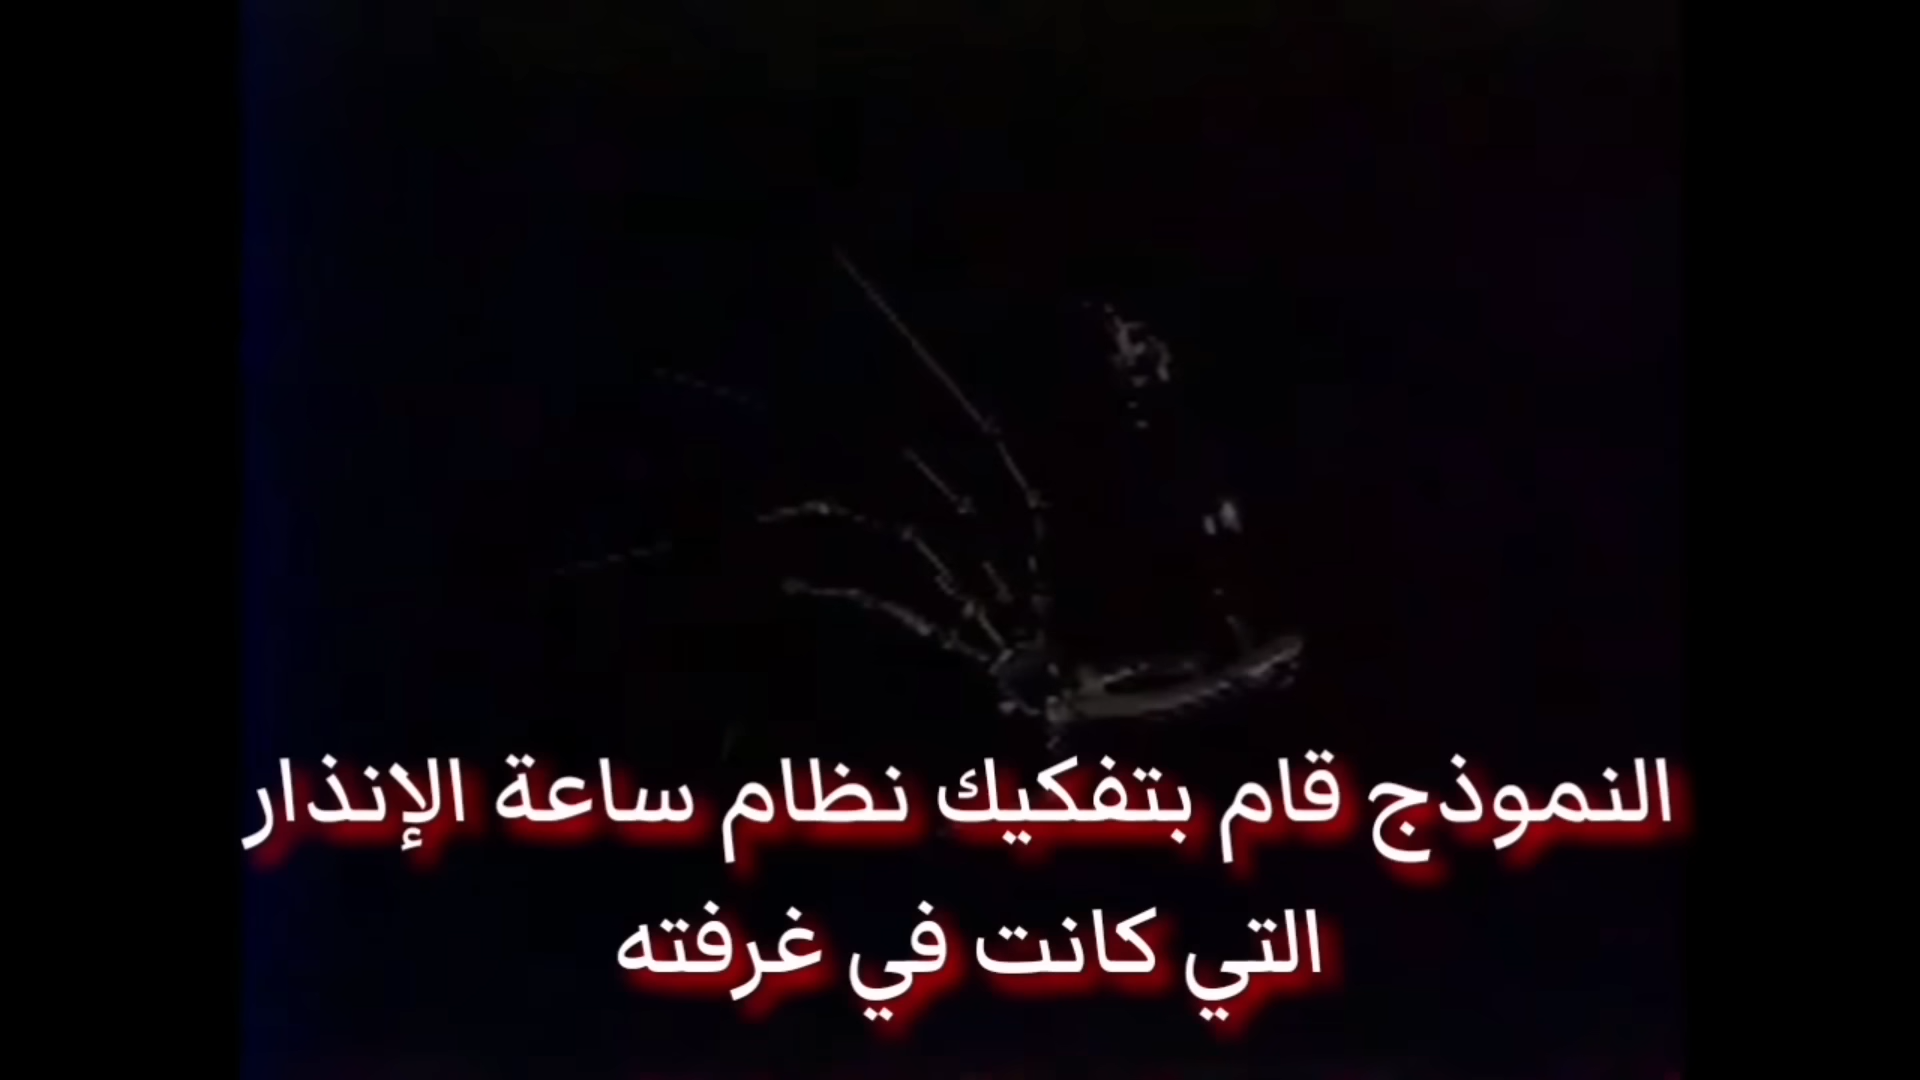 النموذج قام بتفكيك نظام ساعة الإنذار
التي كانت في غرفته